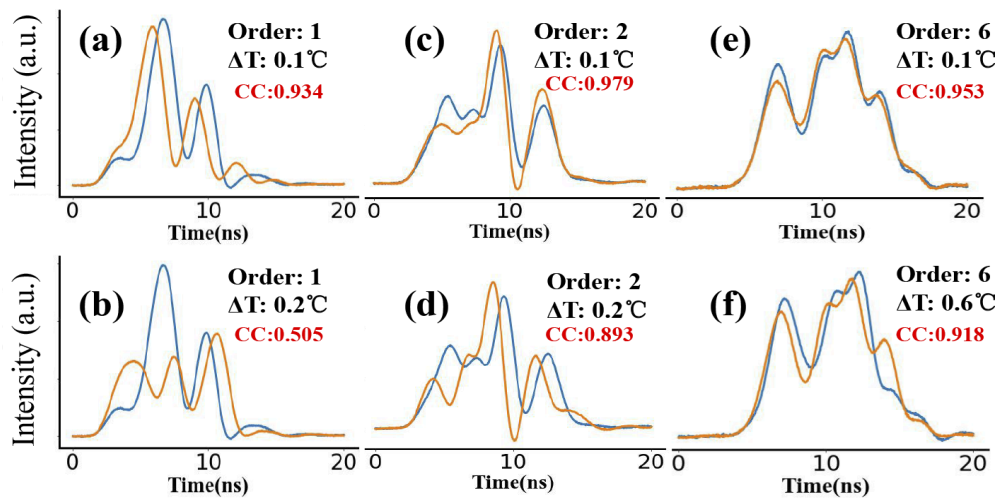 Intensity (a.u.)
(a)
Order: 1
ΔT: 0.1℃
CC:0.934
0 10 20
Time(ns)
(c)
Order: 2
ΔT: 0.1℃
CC:0.979
0 10 20
Time(ns)
(e)
Order: 6
ΔT: 0.1℃
CC:0.953
0 10 20
Time(ns)
Intensity (a.u.)
(b)
Order: 1
ΔT: 0.2℃
CC:0.505
0 10 20
Time(ns)
(d)
Order: 2
ΔT: 0.2℃
CC:0.893
0 10 20
Time(ns)
(f)
Order: 6
ΔT: 0.6℃
CC:0.918
0 10 20
Time(ns)